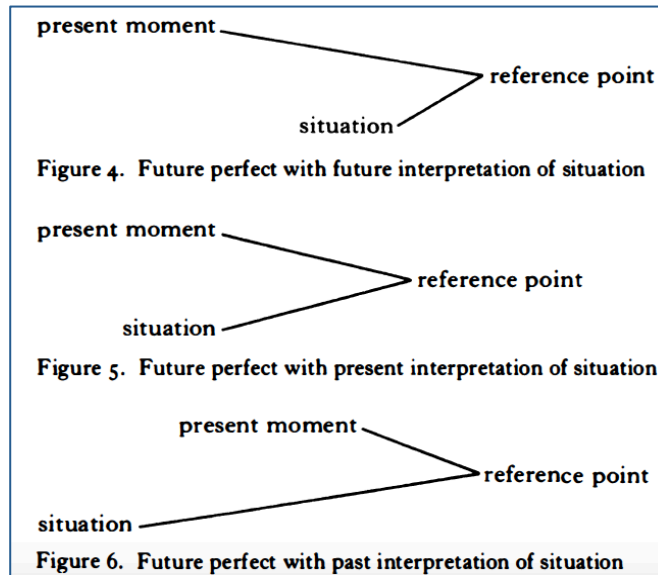 present moment
reference point
situation
Figure 4. Future perfect with future interpretation of situation
present moment
reference point
situation
Figure 5. Future perfect with present interpretation of situation
present moment
reference point
situation
Figure 6. Future perfect with past interpretation of situation